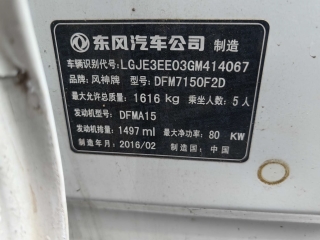 东风汽车公司 制造
车辆识别代号: LGJE3EE03GM414067
品牌: 风神牌 型号: DFM7150F2D
最大允许总质量: 1616 kg 乘坐人数: 5人
发动机型号: DFMA15
发动机排量: 1497 ml 最大净功率: 80 KW
制造年月: 2016/02 制造国: 中国